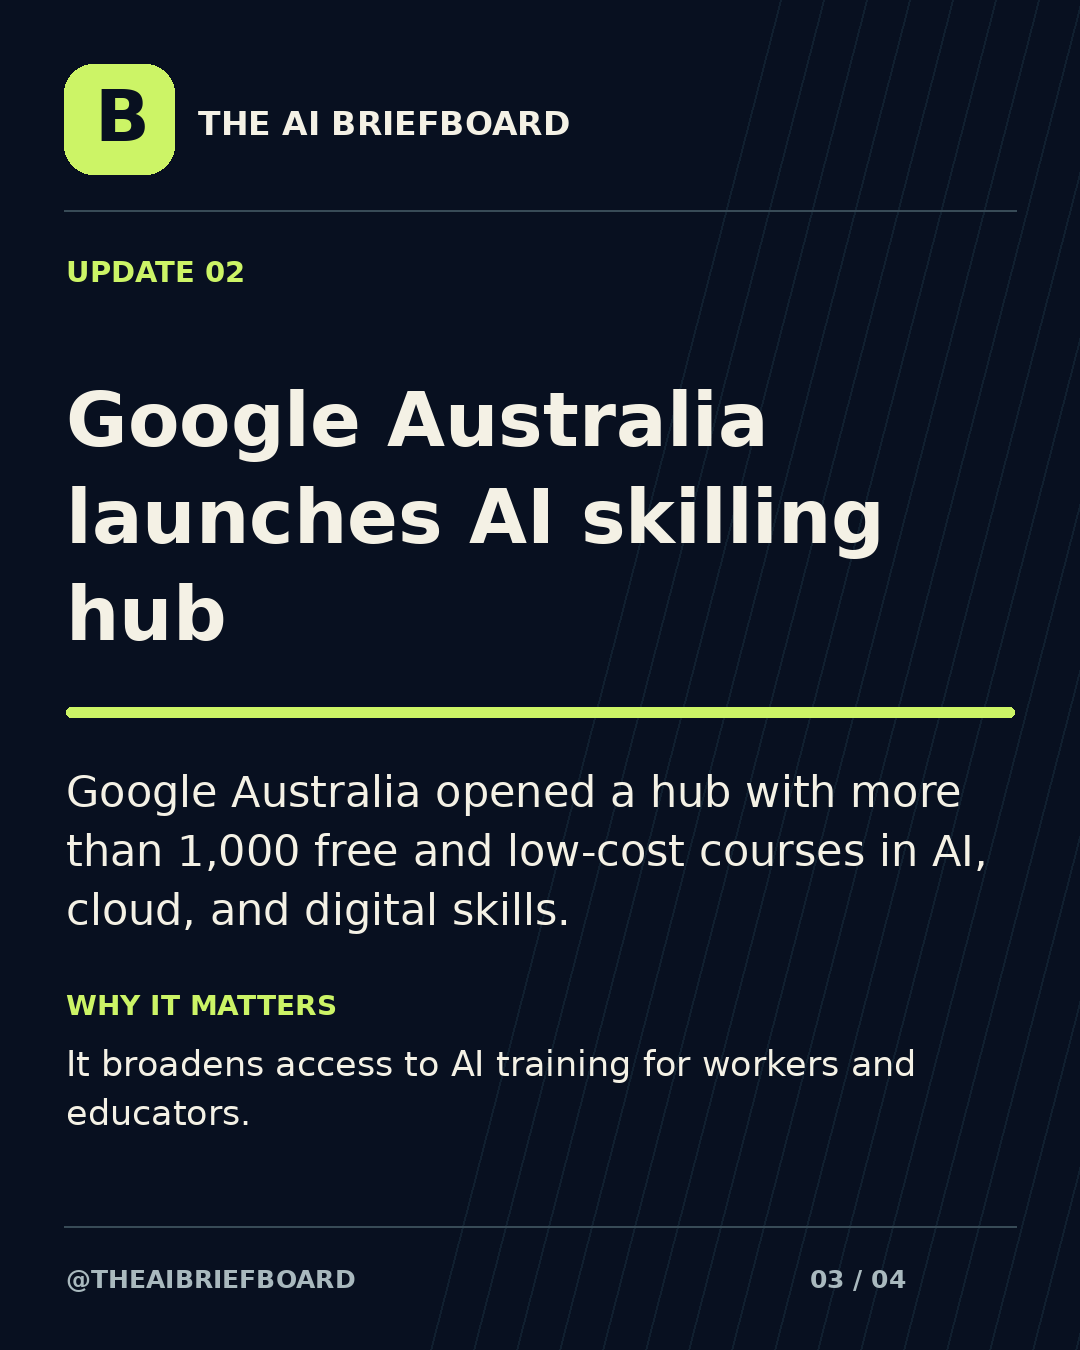 B
THE AI BRIEFBOARD
UPDATE 02
Google Australia
launches AI skilling
hub
Google Australia opened a hub with more
than 1,000 free and low-cost courses in AI,
cloud, and digital skills.
WHY IT MATTERS
It broadens access to AI training for workers and
educators.
@THEAIBRIEFBOARD
03 / 04